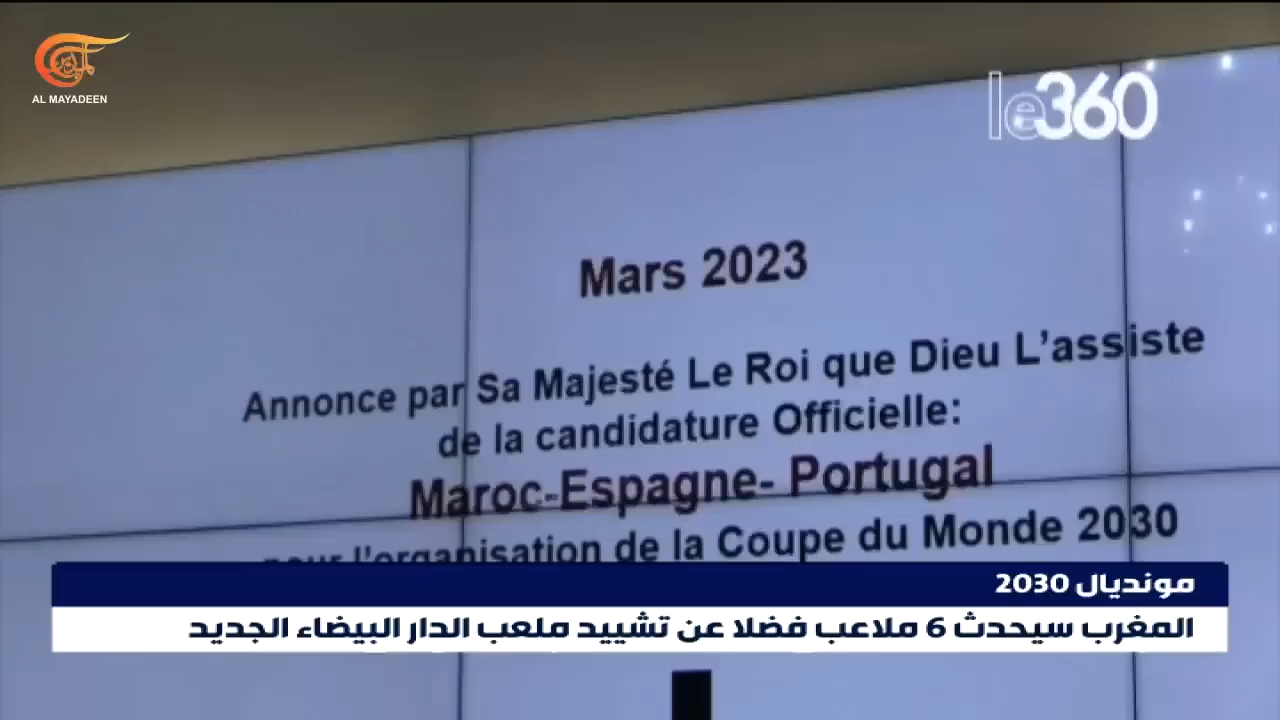 AL MAYADEEN
le360
Mars 2023
Annonce par Sa Majesté Le Roi que Dieu L'assiste
de la candidature Officielle:
Maroc-Espagne- Portugal
pour l'organisation de la Coupe du Monde 2030
مونديال 2030
المغرب سيحدث 6 ملاعب فضلا عن تشييد ملعب الدار البيضاء الجديد